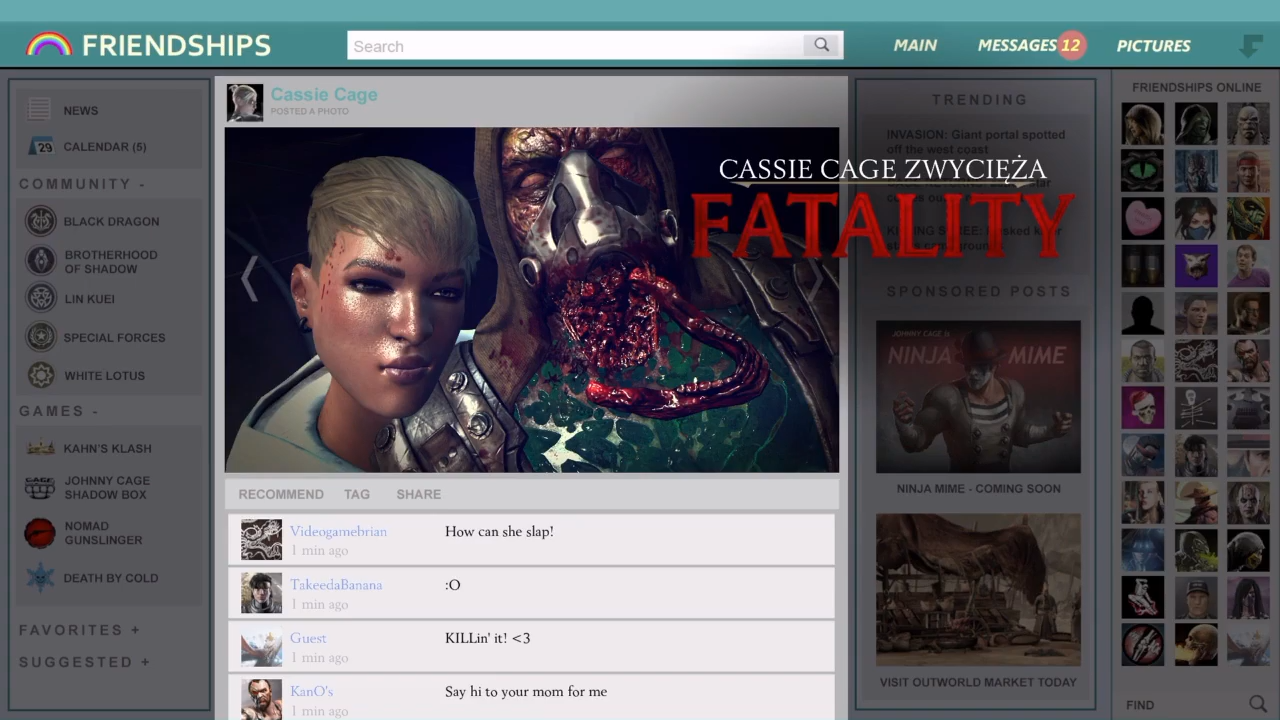 FRIENDSHIPS
Search
MAIN
MESSAGES 12
PICTURES
NEWS
29
CALENDAR (5)
COMMUNITY -
BLACK DRAGON
BROTHERHOOD
OF SHADOW
LIN KUEI
SPECIAL FORCES
WHITE LOTUS
GAMES -
KAHN'S KLASH
CAGE
JOHNNY CAGE
SHADOW BOX
NOMAD
GUNSLINGER
DEATH BY COLD
FAVORITES +
SUGGESTED +
Cassie Cage
POSTED A PHOTO
CASSIE CAGE ZWYCIĘŻA
FATALITY
RECOMMEND TAG SHARE
Videogamebrian
1 min ago
How can she slap!
TakeedaBanana
1 min ago
:O
Guest
1 min ago
KILLin' it! <3
KanO's
1 min ago
Say hi to your mom for me
TRENDING
INVASION: Giant portal spotted
off the west coast
SPONSORED POSTS
JOHNNY CAGE is
NINJA MIME
NINJA MIME - COMING SOON
VISIT OUTWORLD MARKET TODAY
FRIENDSHIPS ONLINE
FIND